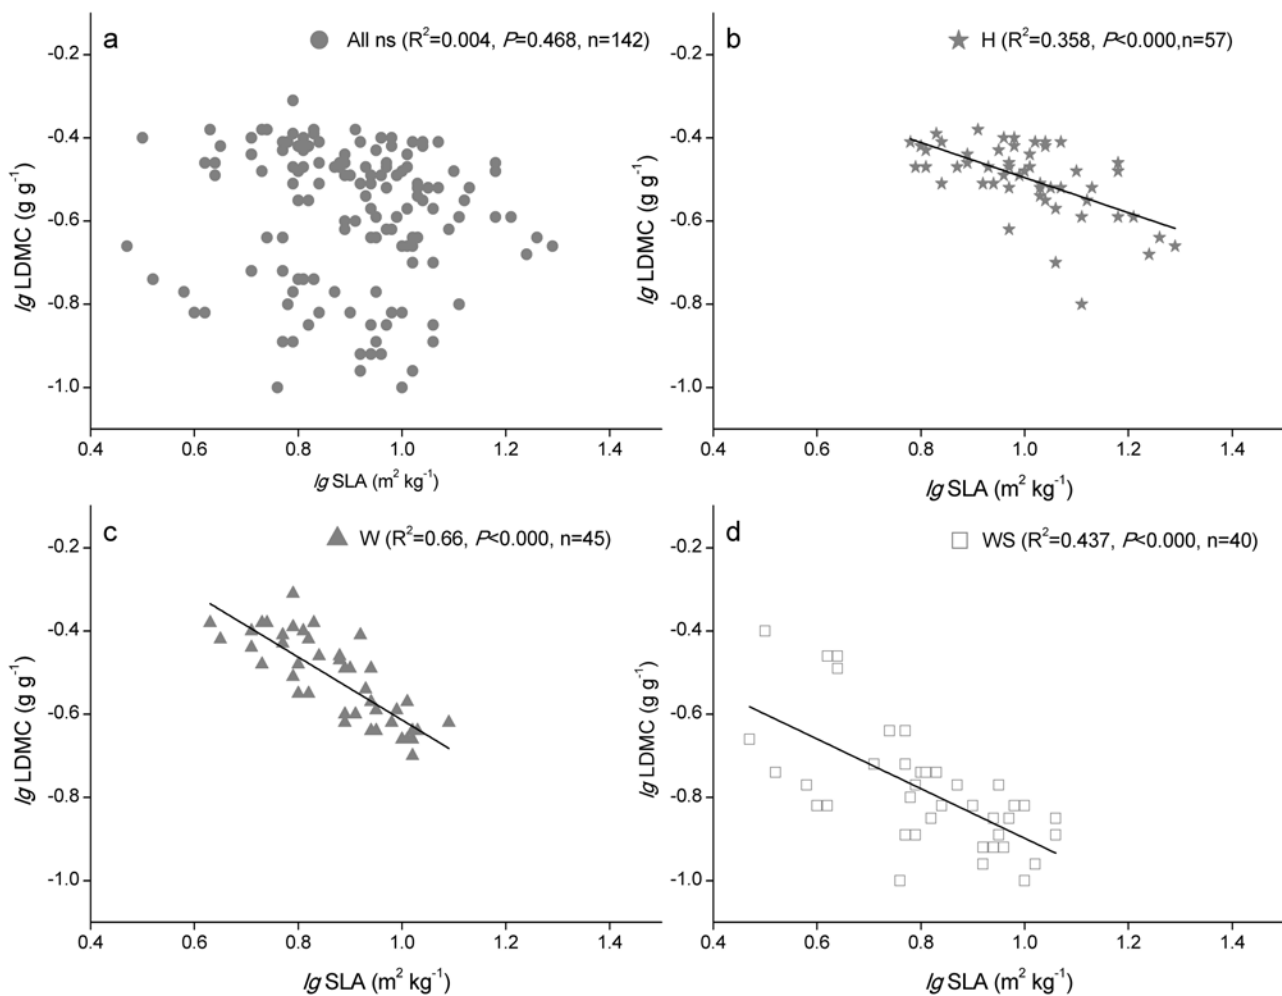 a
All ns (R²=0.004, P=0.468, n=142)
-0.2
-0.4
-0.6
-0.8
-1.0
lg LDMC (g g⁻¹)
0.4 0.6 0.8 1.0 1.2 1.4
lg SLA (m² kg⁻¹)
b
H (R²=0.358, P<0.000,n=57)
-0.2
-0.4
-0.6
-0.8
-1.0
lg LDMC (g g⁻¹)
0.4 0.6 0.8 1.0 1.2 1.4
lg SLA (m² kg⁻¹)
c
W (R²=0.66, P<0.000, n=45)
-0.2
-0.4
-0.6
-0.8
-1.0
lg LDMC (g g⁻¹)
0.4 0.6 0.8 1.0 1.2 1.4
lg SLA (m² kg⁻¹)
d
WS (R²=0.437, P<0.000, n=40)
-0.2
-0.4
-0.6
-0.8
-1.0
lg LDMC (g g⁻¹)
0.4 0.6 0.8 1.0 1.2 1.4
lg SLA (m² kg⁻¹)